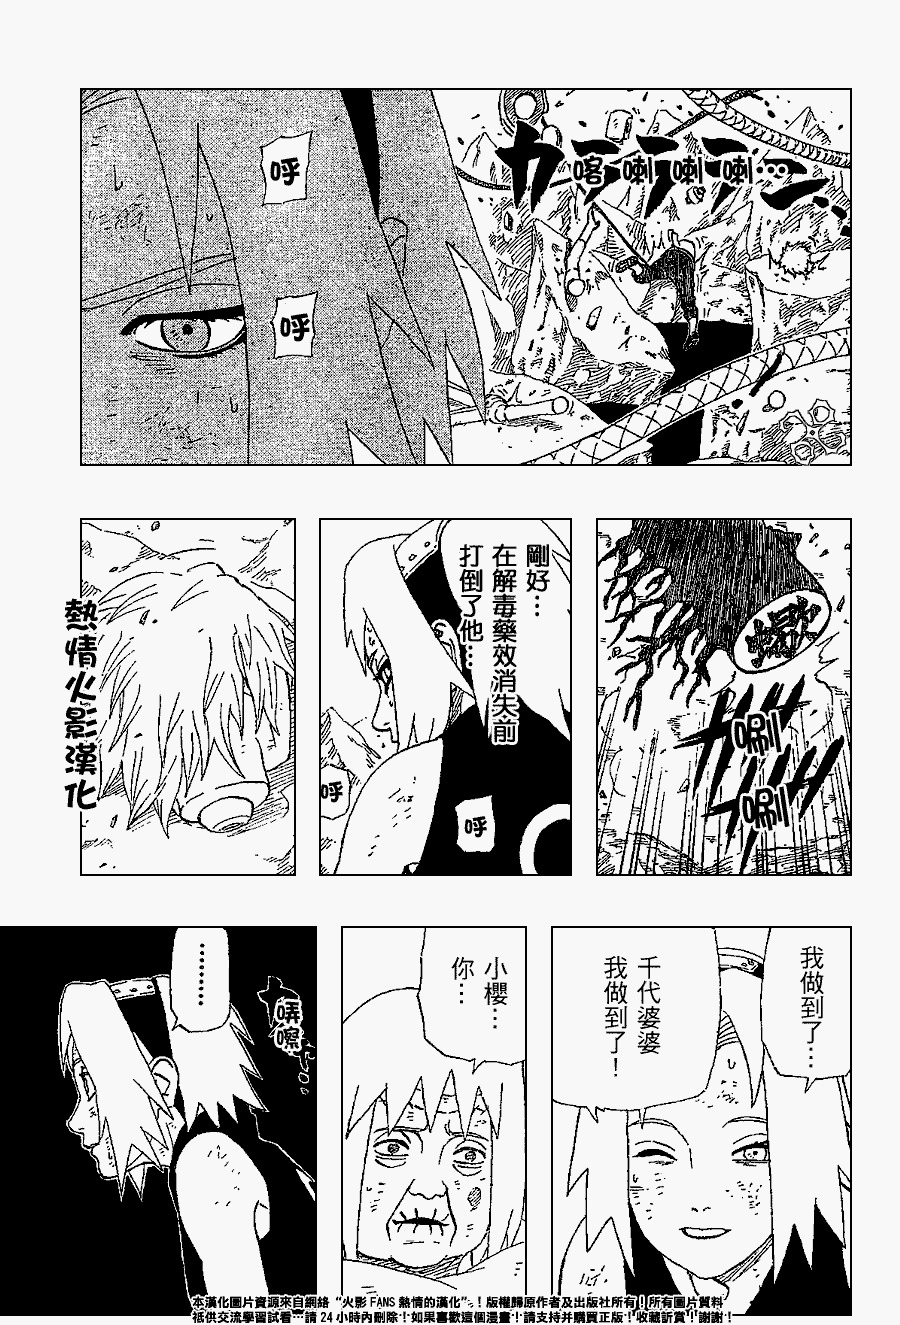 喀喇喇喇…
呼
呼
唰
唰
剛好…
在解毒藥效消失前
打倒了他…
呼
呼
熱情火影漢化
我做到了…
千代婆婆
我做到了！
小櫻…
你…
………
嚓
本漢化圖片資源來自網絡“火影FANS熱情的漢化”！版權歸原作者及出版社所有！所有圖片資料
祗供交流學習試看…請24小時內刪除！如果喜歡這個漫畫！請支持并購買正版！收藏訢賞！謝謝！